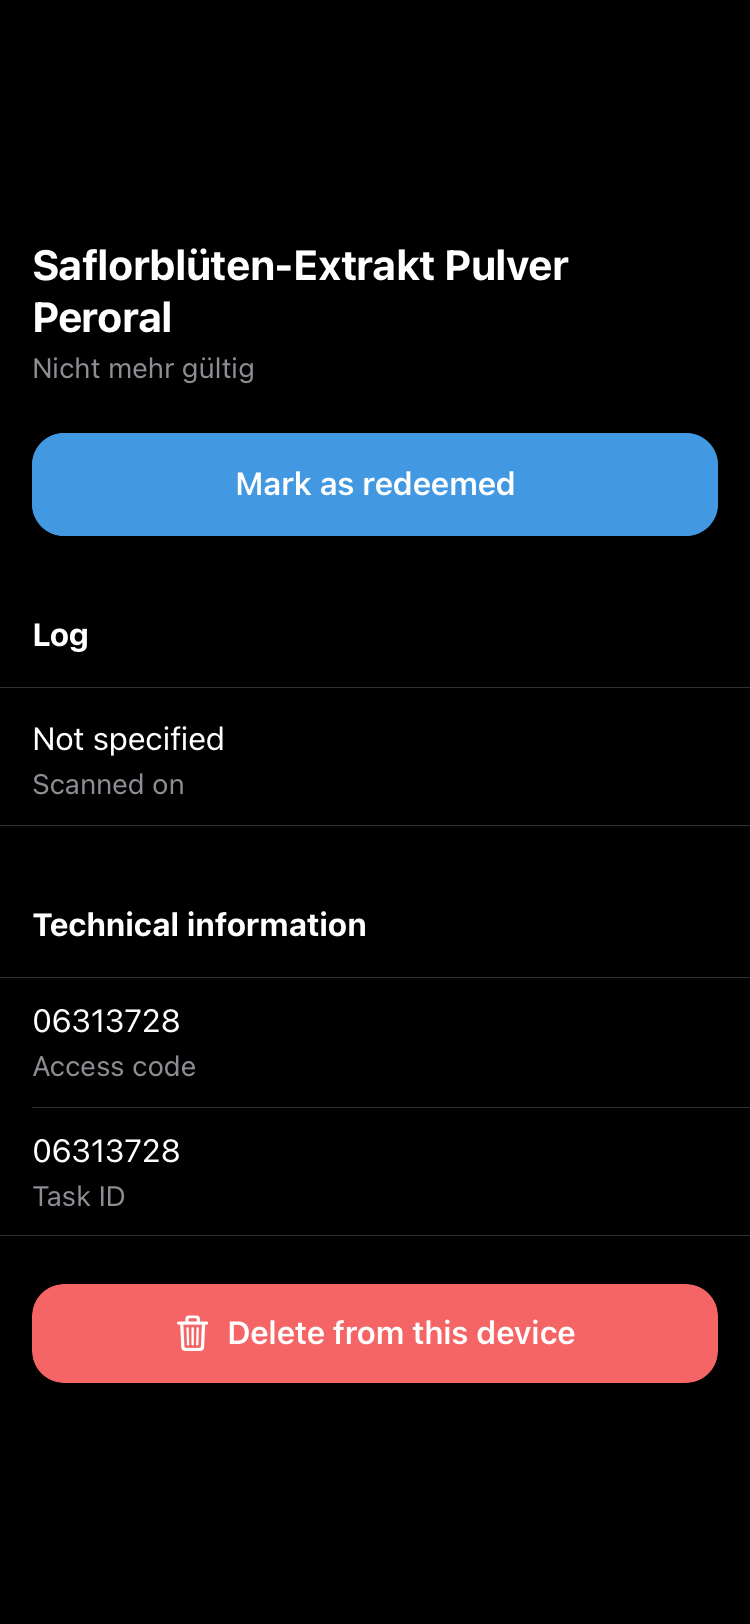 Saflorblüten-Extrakt Pulver
Peroral
Nicht mehr gültig
Mark as redeemed
Log
Not specified
Scanned on
Technical information
06313728
Access code
06313728
Task ID
Delete from this device